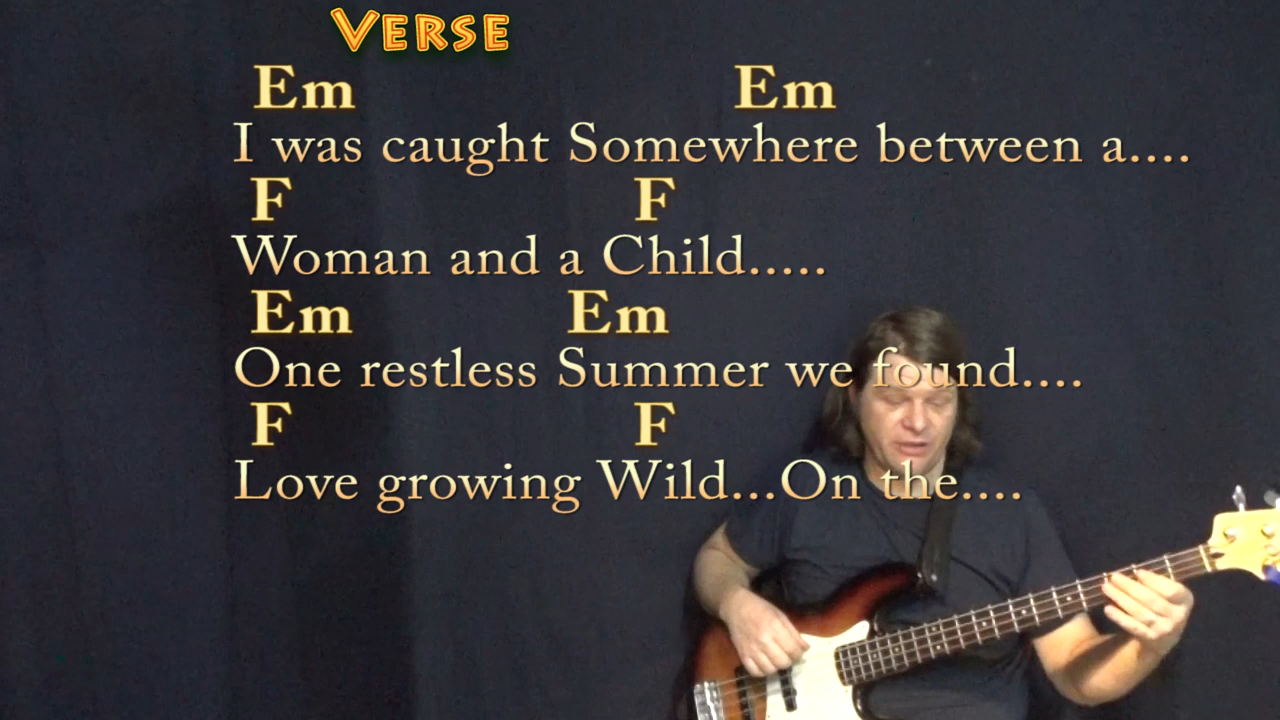 VERSE
Em Em
I was caught Somewhere between a....
F F
Woman and a Child.....
Em Em
One restless Summer we found....
F F
Love growing Wild...On the....